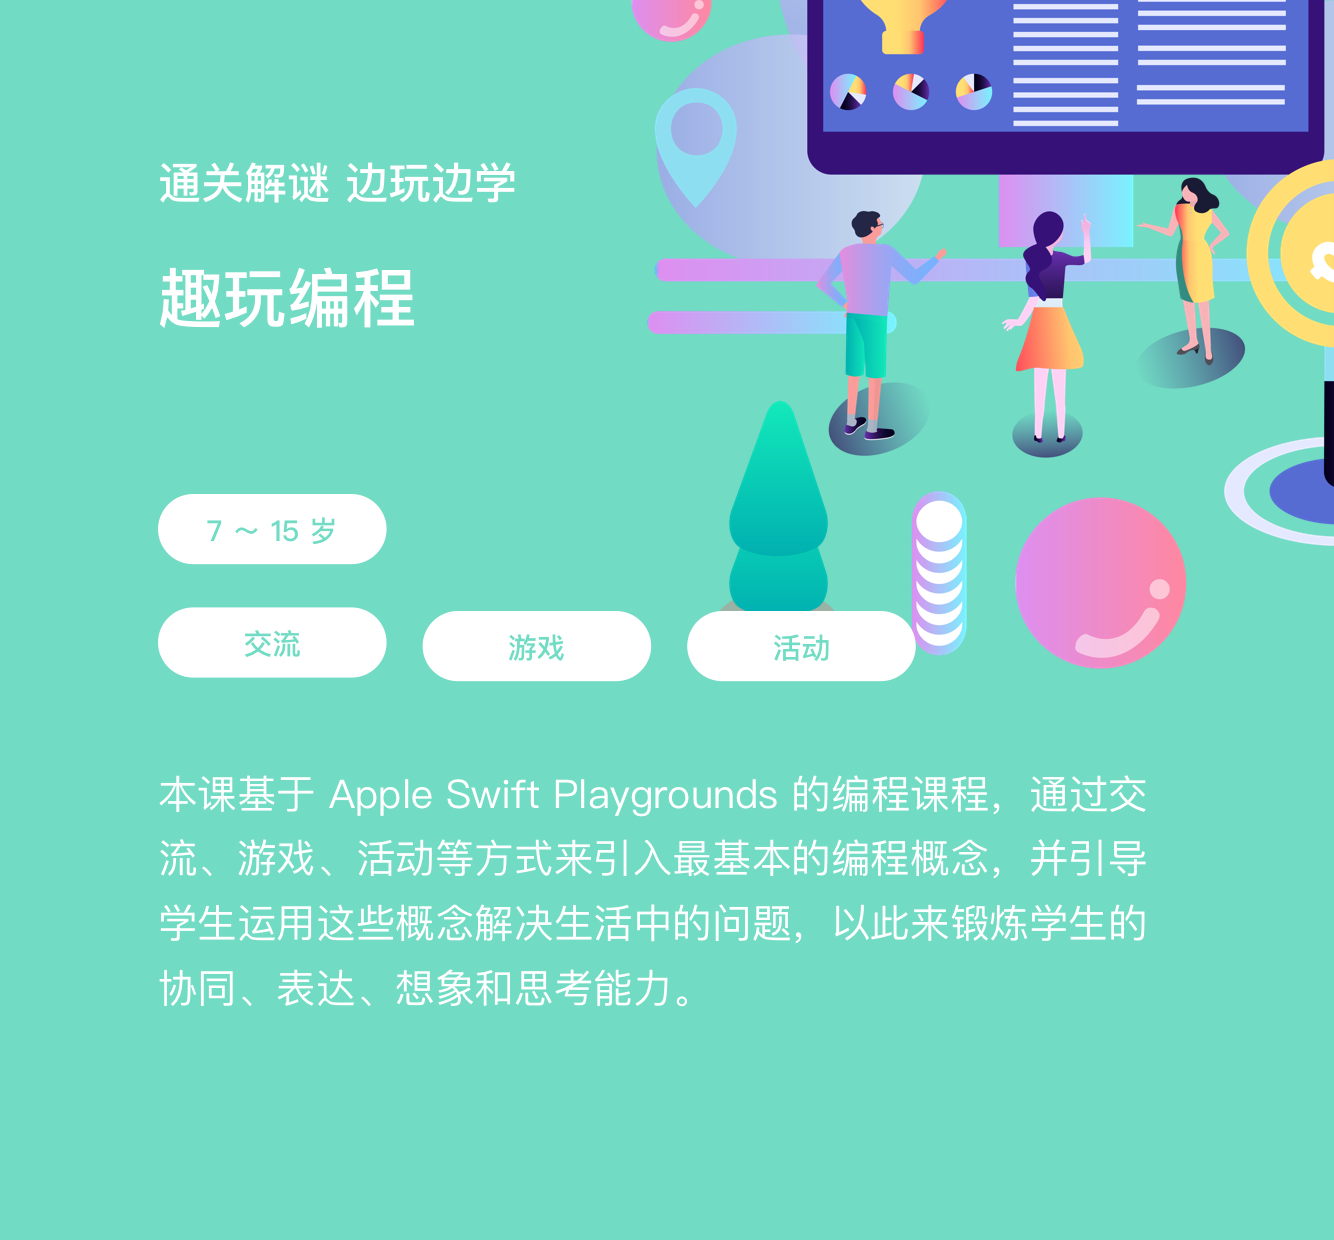 通关解谜 边玩边学
趣玩编程
7 ～ 15 岁
交流
游戏
活动
本课基于 Apple Swift Playgrounds 的编程课程，通过交
流、游戏、活动等方式来引入最基本的编程概念，并引导
学生运用这些概念解决生活中的问题，以此来锻炼学生的
协同、表达、想象和思考能力。